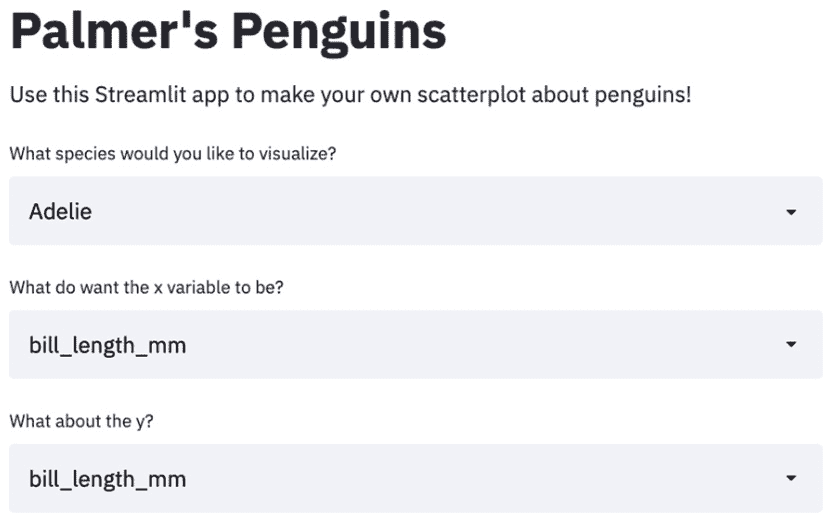 Palmer's Penguins
Use this Streamlit app to make your own scatterplot about penguins!
What species would you like to visualize?
Adelie
What do want the x variable to be?
bill_length_mm
What about the y?
bill_length_mm